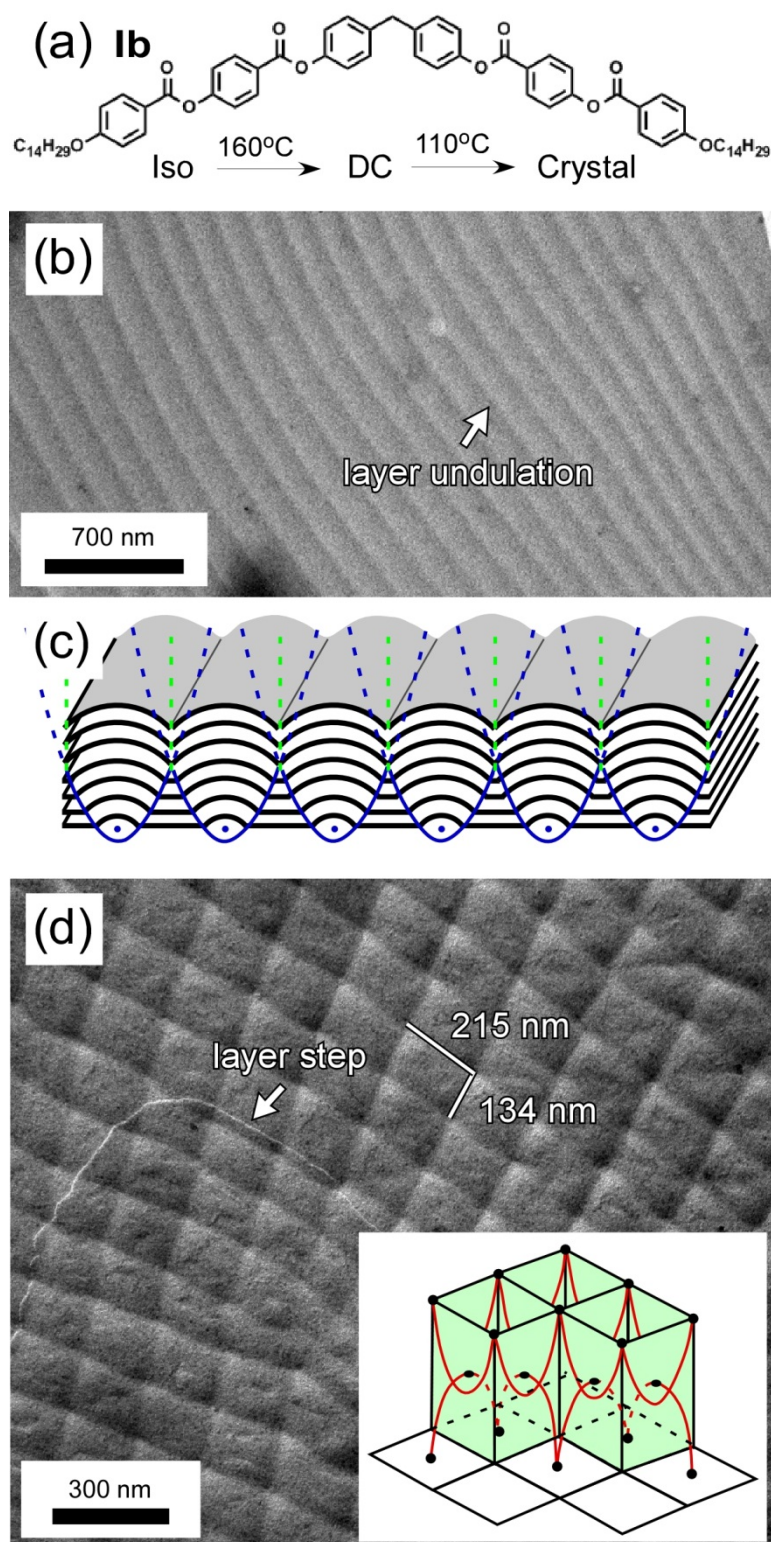 (a) Ib
O O O O
O O O O
C14H29O OC14H29
160°C 110°C
Iso DC Crystal
(b)
layer undulation
700 nm
(c)
(d)
215 nm
layer step
134 nm
300 nm